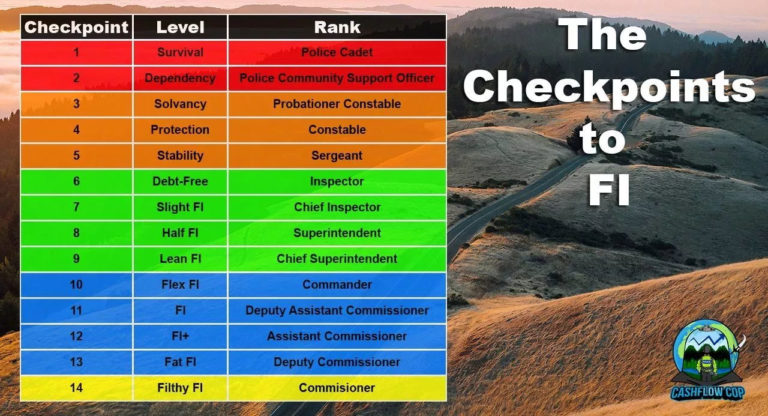 Checkpoint Level Rank
1 Survival Police Cadet
2 Dependency Police Community Support Officer
3 Solvancy Probationer Constable
4 Protection Constable
5 Stability Sergeant
6 Debt-Free Inspector
7 Slight FI Chief Inspector
8 Half FI Superintendent
9 Lean FI Chief Superintendent
10 Flex FI Commander
11 FI Deputy Assistant Commissioner
12 FI+ Assistant Commissioner
13 Fat FI Deputy Commissioner
14 Filthy FI Commisioner
The
Checkpoints
to
FI
CASHFLOW COP